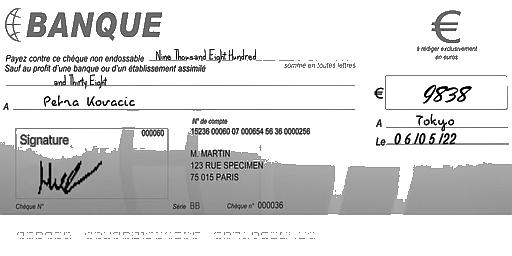 BANQUE
€
à rédiger exclusivement
en euros
Payez contre ce chèque non endossable Nine Thousand Eight Hundred
Sauf au profit d'un banque ou d'un établissement assimilé
somme en toutes lettres
and Thirty Eight
€ 9838
A Petra Kovacic
A Tokyo
Le 06/05/22
N° de compte
Signature 000060 15236 00060 07 000654 56 36 0000256
M. MARTIN
123 RUE SPECIMEN
75 015 PARIS
Chèque N° Série BB Chèque n° 000036